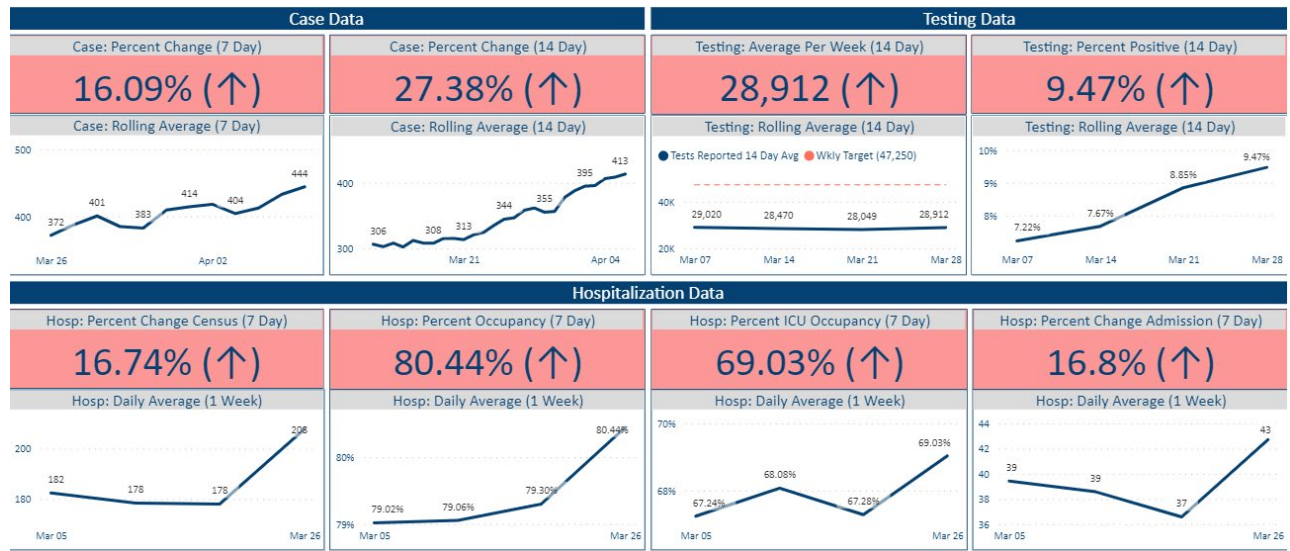 Case Data
Testing Data
Case: Percent Change (7 Day)
16.09% (↑)
Case: Percent Change (14 Day)
27.38% (↑)
Testing: Average Per Week (14 Day)
28,912 (↑)
Testing: Percent Positive (14 Day)
9.47% (↑)
Case: Rolling Average (7 Day)
500
400
372
401
383
414
404
444
Mar 26
Apr 02
Case: Rolling Average (14 Day)
400
300
306
308
313
344
355
395
413
Mar 21
Apr 04
Testing: Rolling Average (14 Day)
Tests Reported 14 Day Avg
Wkly Target (47,250)
40K
20K
29,020
28,470
28,049
28,912
Mar 07
Mar 14
Mar 21
Mar 28
Testing: Rolling Average (14 Day)
10%
9%
8%
7.22%
7.67%
8.85%
9.47%
Mar 07
Mar 14
Mar 21
Mar 28
Hospitalization Data
Hosp: Percent Change Census (7 Day)
16.74% (↑)
Hosp: Percent Occupancy (7 Day)
80.44% (↑)
Hosp: Percent ICU Occupancy (7 Day)
69.03% (↑)
Hosp: Percent Change Admission (7 Day)
16.8% (↑)
Hosp: Daily Average (1 Week)
200
180
182
178
178
208
Mar 05
Mar 26
Hosp: Daily Average (1 Week)
80%
79%
79.02%
79.06%
79.30%
80.44%
Mar 05
Mar 26
Hosp: Daily Average (1 Week)
70%
68%
67.24%
68.08%
67.28%
69.03%
Mar 05
Mar 26
Hosp: Daily Average (1 Week)
44
42
40
38
36
39
39
37
43
Mar 05
Mar 26